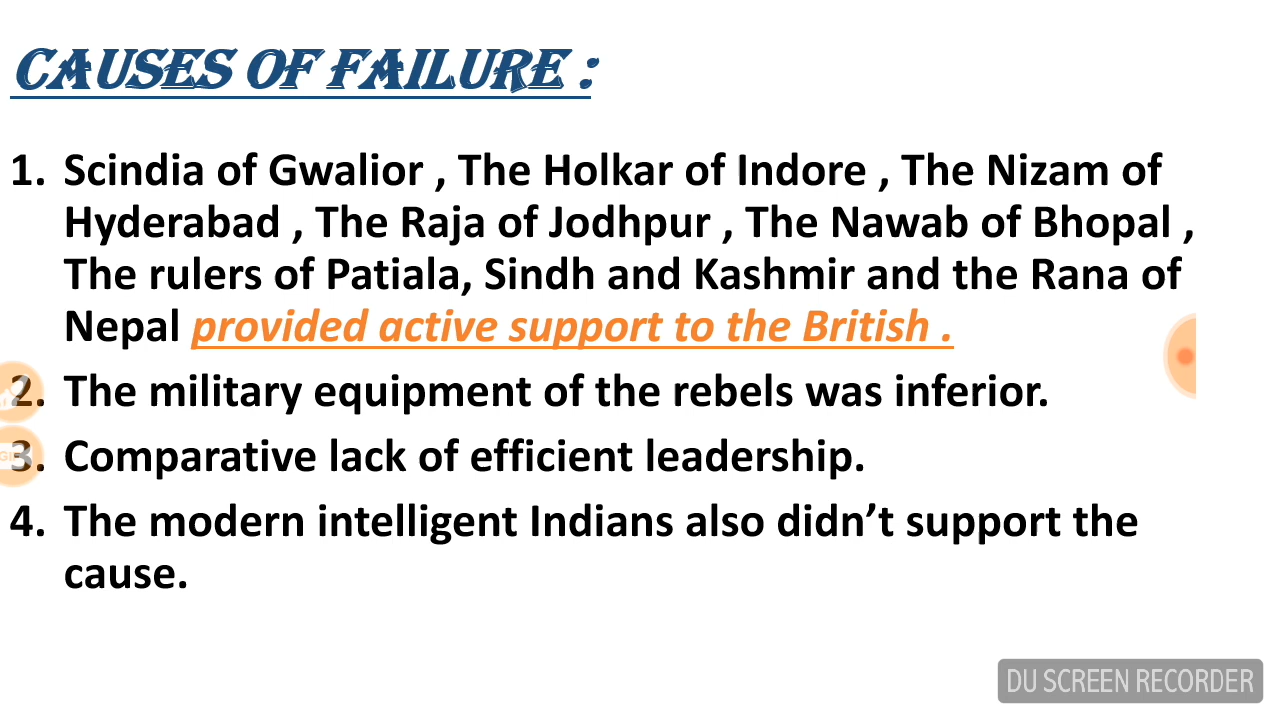 CAUSES OF FAILURE :
1. Scindia of Gwalior , The Holkar of Indore , The Nizam of
Hyderabad , The Raja of Jodhpur , The Nawab of Bhopal ,
The rulers of Patiala, Sindh and Kashmir and the Rana of
Nepal provided active support to the British .
2. The military equipment of the rebels was inferior.
3. Comparative lack of efficient leadership.
4. The modern intelligent Indians also didn’t support the
cause.
DU SCREEN RECORDER